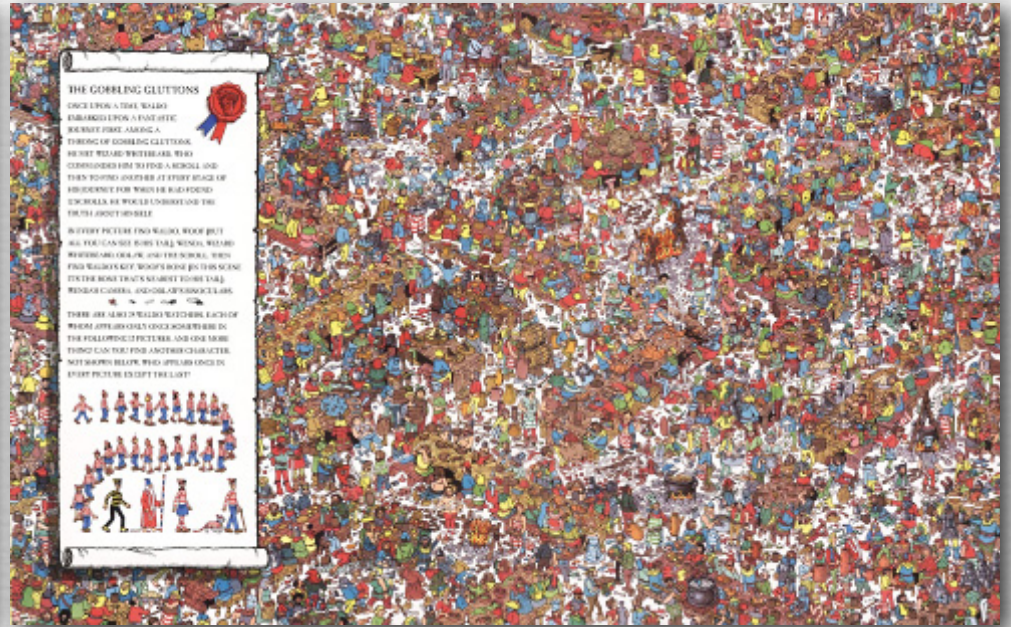 THE GOBBLING GLUTTONS
ONCE UPON A TIME, WALDO
EMBARKED UPON A FANTASTIC
JOURNEY. FIRST, AMONG A
THRONG OF GOBBLING GLUTTONS,
HE MET WIZARD WHITEBEARD, WHO
COMMANDED HIM TO FIND A SCROLL AND
THEN TO FIND ANOTHER AT EVERY STAGE OF
HIS JOURNEY. FOR WHEN HE HAD FOUND
12 SCROLLS, HE WOULD UNDERSTAND THE
TRUTH ABOUT HIMSELF.
IN EVERY PICTURE FIND WALDO, WOOF (BUT
ALL YOU CAN SEE IS HIS TAIL), WENDA, WIZARD
WHITEBEARD, ODLAW, AND THE SCROLL. THEN
FIND WALDO'S KEY, WOOF'S BONE (IN THIS SCENE
IT'S THE BONE THAT'S NEAREST TO HIS TAIL),
WENDA'S CAMERA, AND ODLAW'S BINOCULARS.
THERE ARE ALSO 25 WALDO-WATCHERS, EACH OF
WHOM APPEARS ONLY ONCE SOMEWHERE IN
THE FOLLOWING 12 PICTURES. AND ONE MORE
THING! CAN YOU FIND ANOTHER CHARACTER,
NOT SHOWN BELOW, WHO APPEARS ONCE IN
EVERY PICTURE EXCEPT THE LAST?